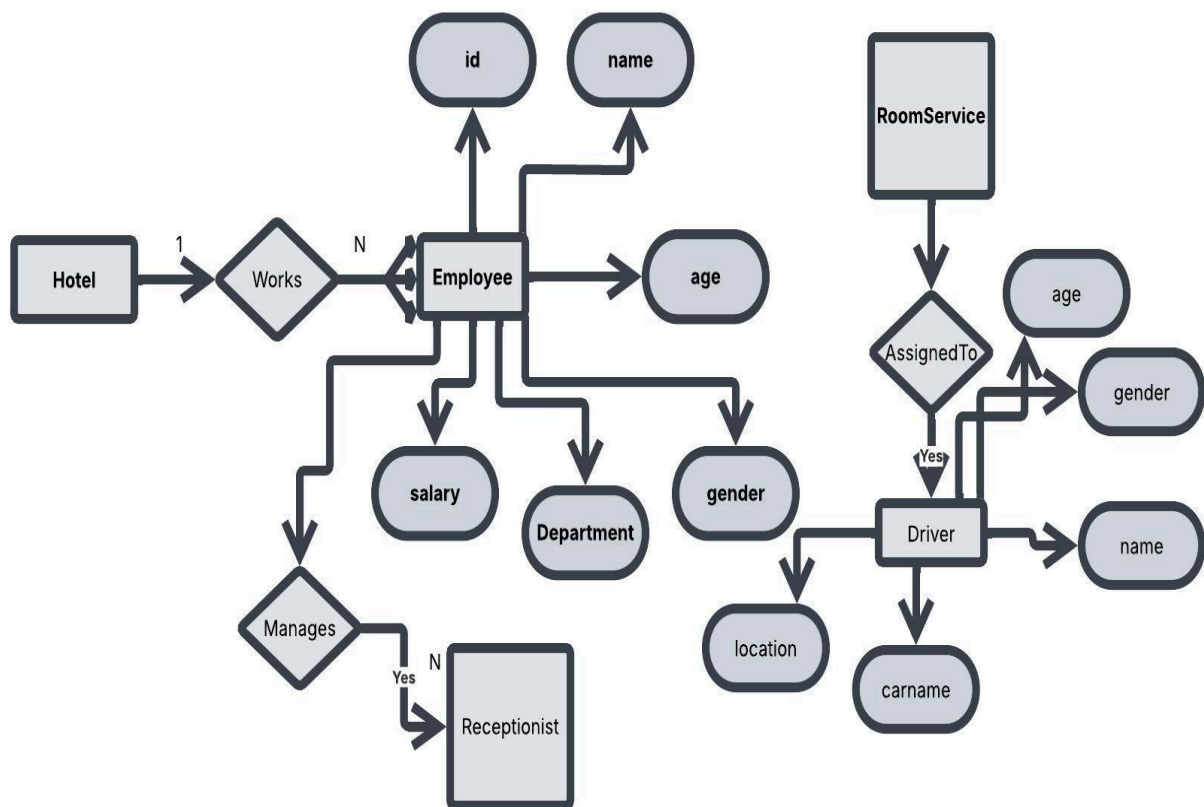 id
name
RoomService
1
N
Hotel
Works
Employee
age
age
AssignedTo
gender
Yes
salary
Department
gender
Driver
name
Manages
location
N
Yes
carname
Receptionist